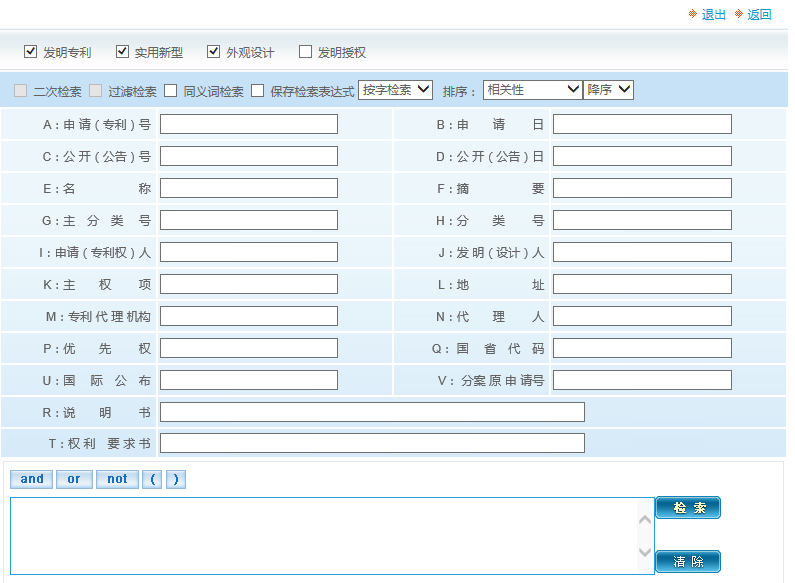 退出 返回
发明专利 实用新型 外观设计 发明授权
二次检索 过滤检索 同义词检索 保存检索表达式 按字检索 排序： 相关性 降序
A：申请（专利）号 B：申请日
C：公开（公告）号 D：公开（公告）日
E：名称 F：摘要
G：主分类号 H：分类号
I：申请（专利权）人 J：发明（设计）人
K：主权项 L：地址
M：专利代理机构 N：代理人
P：优先权 Q：国省代码
U：国际公布 V：分案原申请号
R：说明书
T：权利要求书
and or not ( )
检索
清除